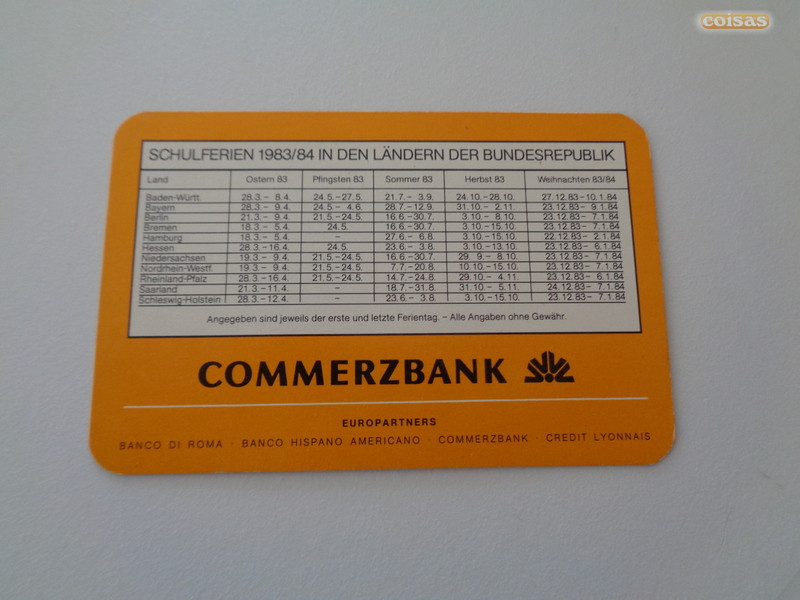 coisas
SCHULFERIEN 1983/84 IN DEN LÄNDERN DER BUNDESREPUBLIK
Land Ostern 83 Pfingsten 83 Sommer 83 Herbst 83 Weihnachten 83/84
Baden-Württ. 28.3.– 8.4. 24.5.–27.5. 21.7.– 3.9. 24.10.–28.10. 27.12.83–10.1.84
Bayern 28.3.– 9.4. 24.5.– 4.6. 28.7.–12.9. 31.10.– 2.11. 23.12.83– 9.1.84
Berlin 21.3.– 9.4. 21.5.–24.5. 16.6.–30.7. 3.10.– 8.10. 23.12.83– 7.1.84
Bremen 18.3.– 5.4. 24.5. 16.6.–30.7. 3.10.–15.10. 23.12.83– 7.1.84
Hamburg 18.3.– 5.4. – 27.6.– 6.8. 3.10.–15.10. 22.12.83– 2.1.84
Hessen 28.3.–16.4. 24.5. 23.6.– 3.8. 3.10.–13.10. 23.12.83– 6.1.84
Niedersachsen 19.3.– 9.4. 21.5.–24.5. 16.6.–30.7. 29. 9.– 8.10. 23.12.83– 7.1.84
Nordrhein-Westf. 19.3.– 9.4. 21.5.–24.5. 7.7.–20.8. 10.10.–15.10. 23.12.83– 7.1.84
Rheinland-Pfalz 28.3.–16.4. 21.5.–24.5. 14.7.–24.8. 29.10.– 4.11. 23.12.83– 6.1.84
Saarland 21.3.–11.4. – 18.7.–31.8. 31.10.– 5.11. 24.12.83– 7.1.84
Schleswig-Holstein 28.3.–12.4. – 23.6.– 3.8. 3.10.–15.10. 23.12.83– 7.1.84
Angegeben sind jeweils der erste und letzte Ferientag. – Alle Angaben ohne Gewähr.
COMMERZBANK
EUROPARTNERS
BANCO DI ROMA · BANCO HISPANO AMERICANO · COMMERZBANK · CREDIT LYONNAIS